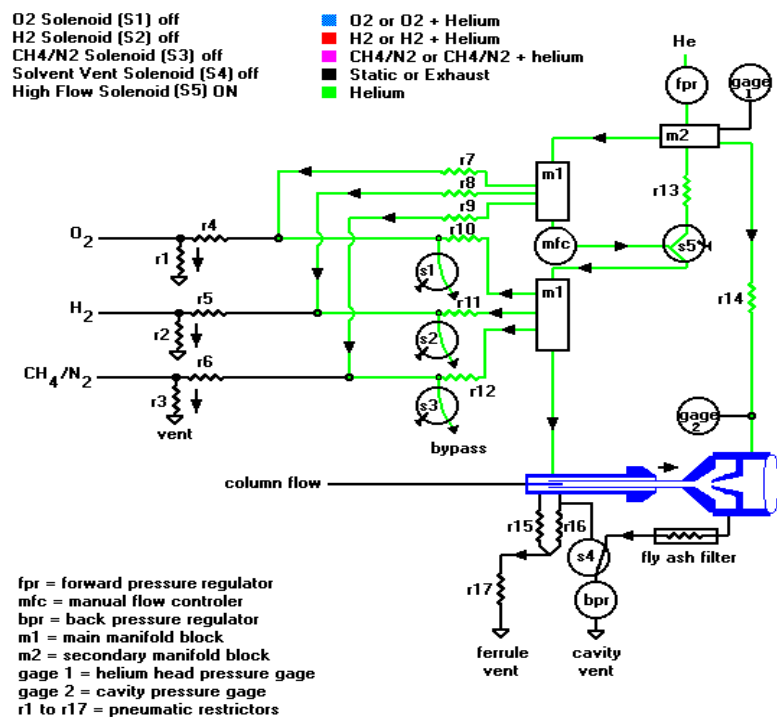 O2 Solenoid (S1) off
H2 Solenoid (S2) off
CH4/N2 Solenoid (S3) off
Solvent Vent Solenoid (S4) off
High Flow Solenoid (S5) ON
O2 or O2 + Helium
H2 or H2 + Helium
CH4/N2 or CH4/N2 + helium
Static or Exhaust
Helium
He
fpr
gage 1
m2
r7
m1
r8
r13
r9
r4
r10
O2
mfc
s5
r1
s1
m1
r14
r5
r11
H2
r2
s2
r6
CH4/N2
r12
r3
s3
gage 2
vent
bypass
column flow
r15
r16
s4
fly ash filter
r17
bpr
ferrule vent
cavity vent
fpr = forward pressure regulator
mfc = manual flow controler
bpr = back pressure regulator
m1 = main manifold block
m2 = secondary manifold block
gage 1 = helium head pressure gage
gage 2 = cavity pressure gage
r1 to r17 = pneumatic restrictors